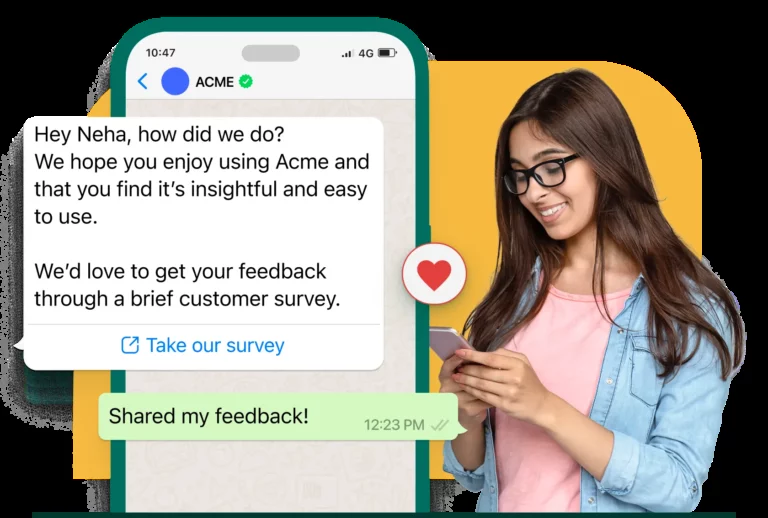 10:47 4G
ACME
Hey Neha, how did we do?
We hope you enjoy using Acme and
that you find it's insightful and easy
to use.
We'd love to get your feedback
through a brief customer survey.
Take our survey
Shared my feedback!
12:23 PM